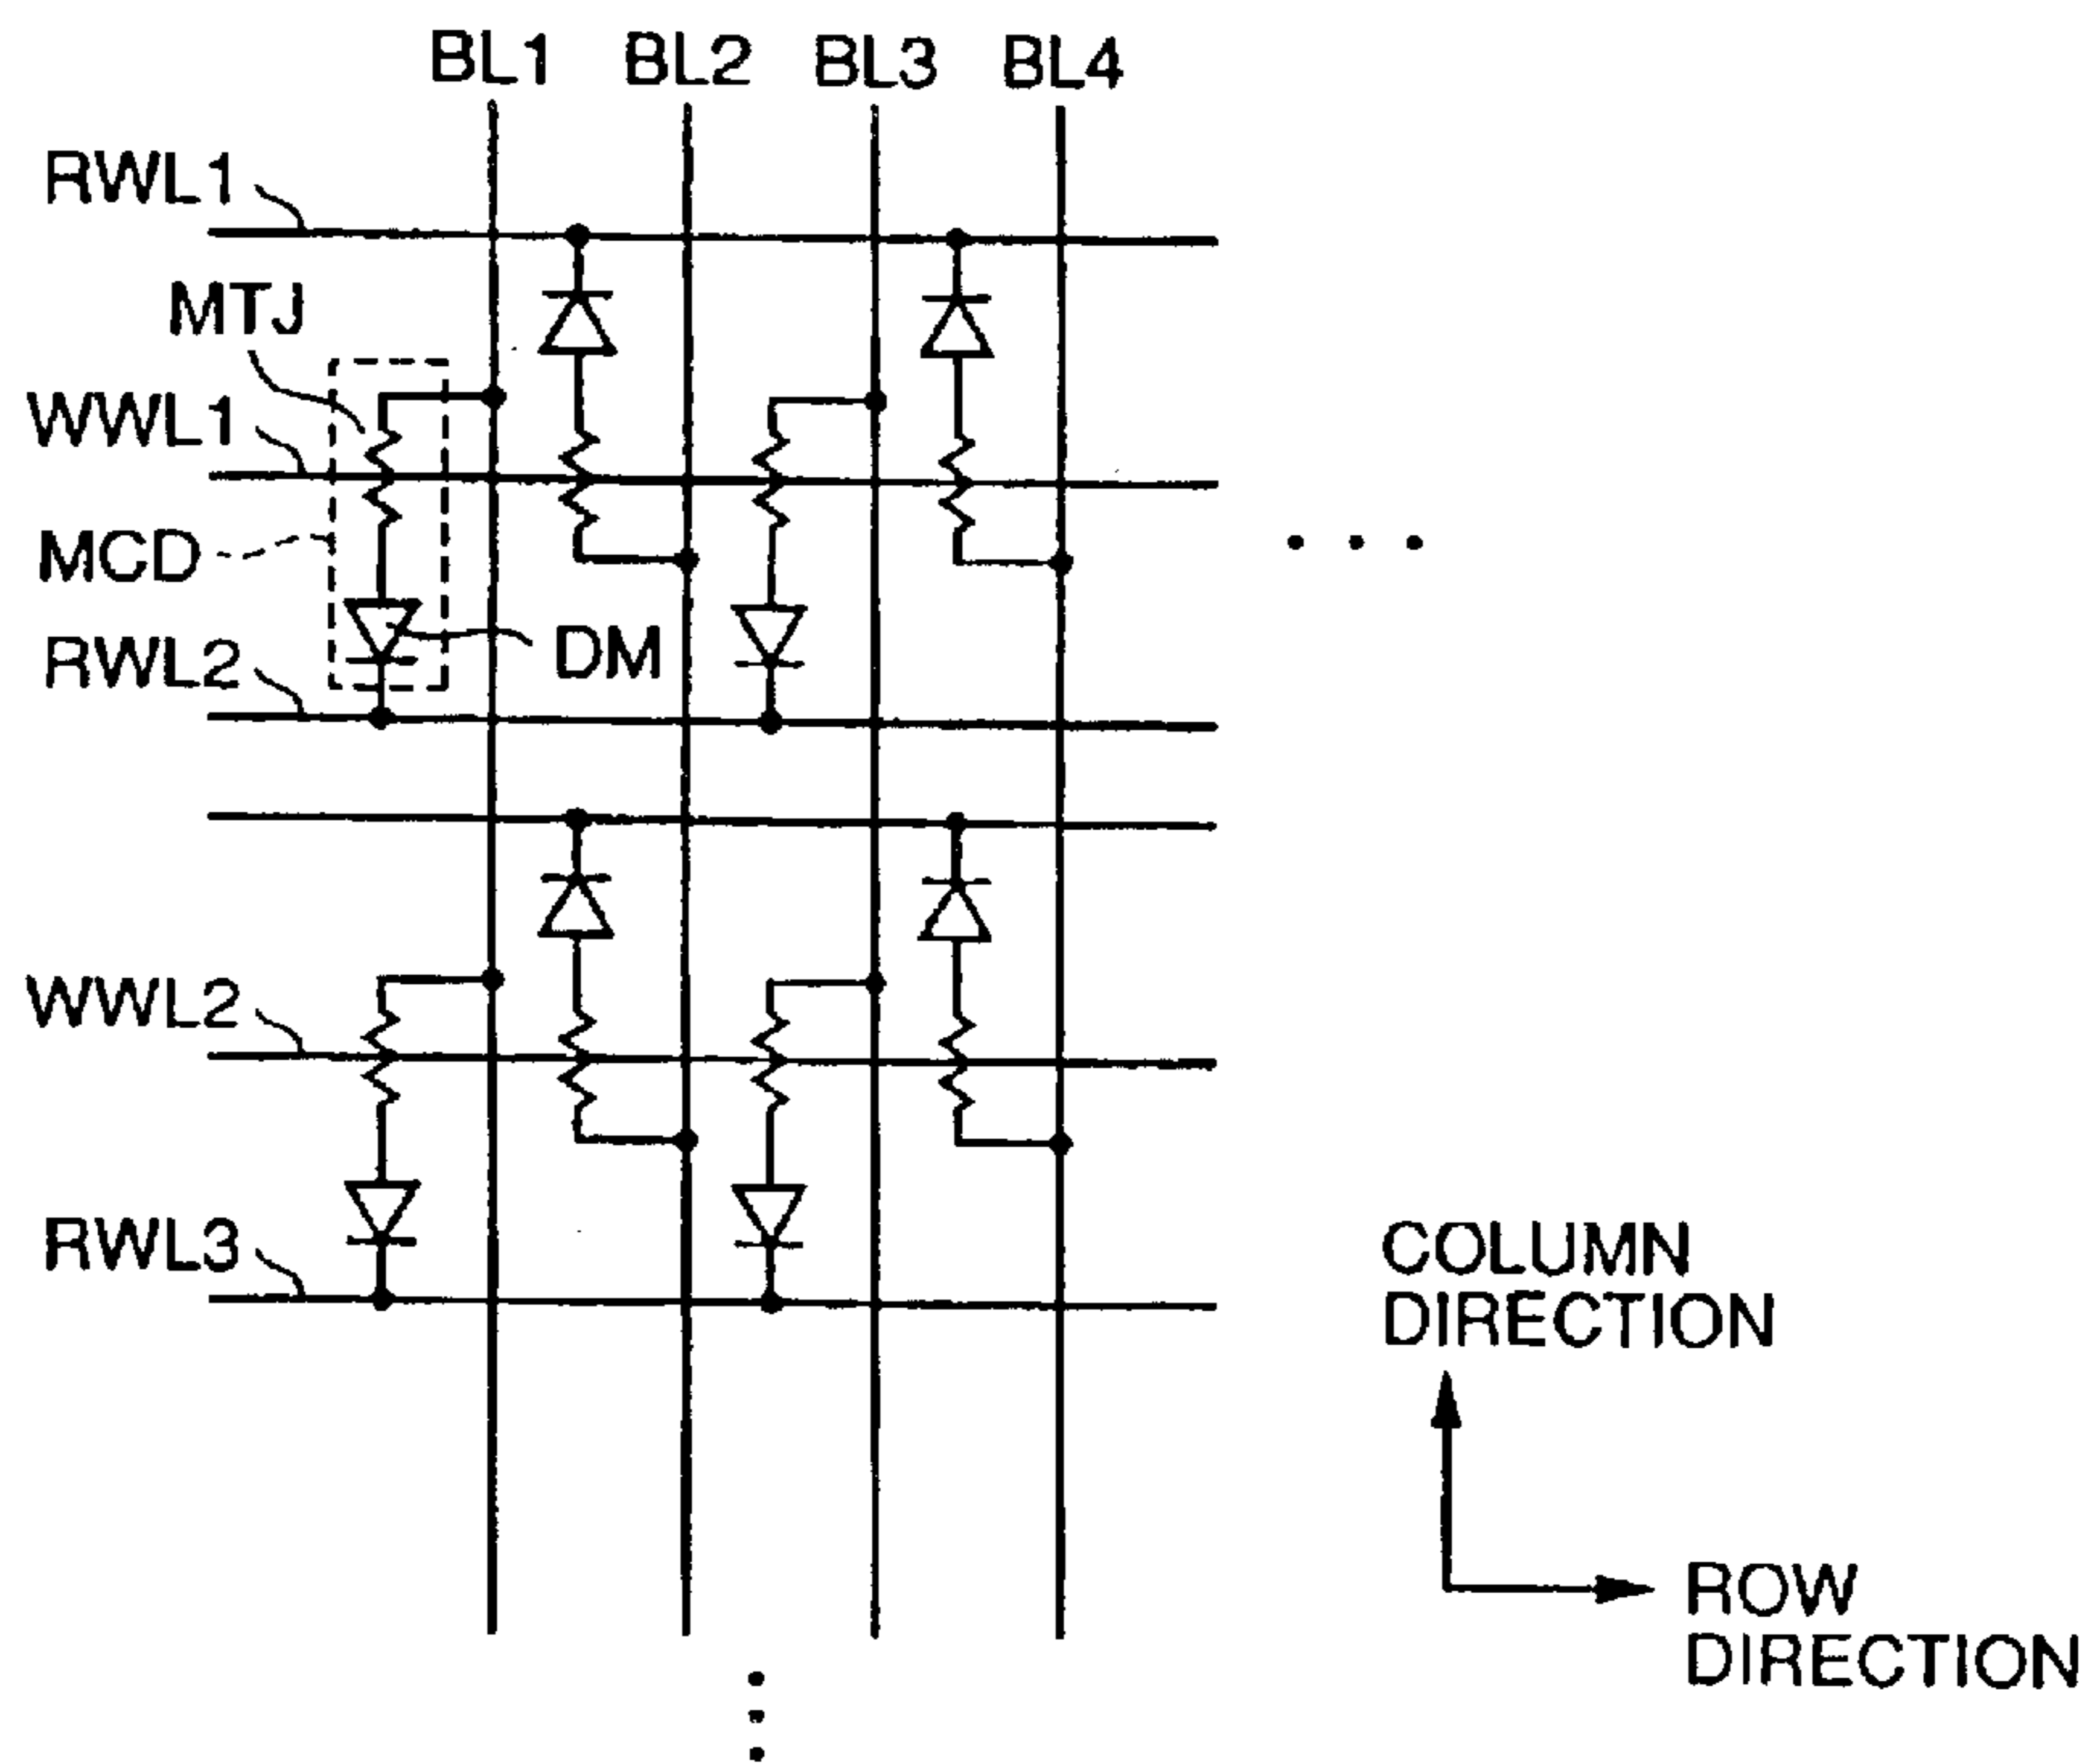 BL1 BL2 BL3 BL4
RWL1
MTJ
WWL1
MCD
DM
RWL2
WWL2
RWL3
COLUMN
DIRECTION
ROW
DIRECTION